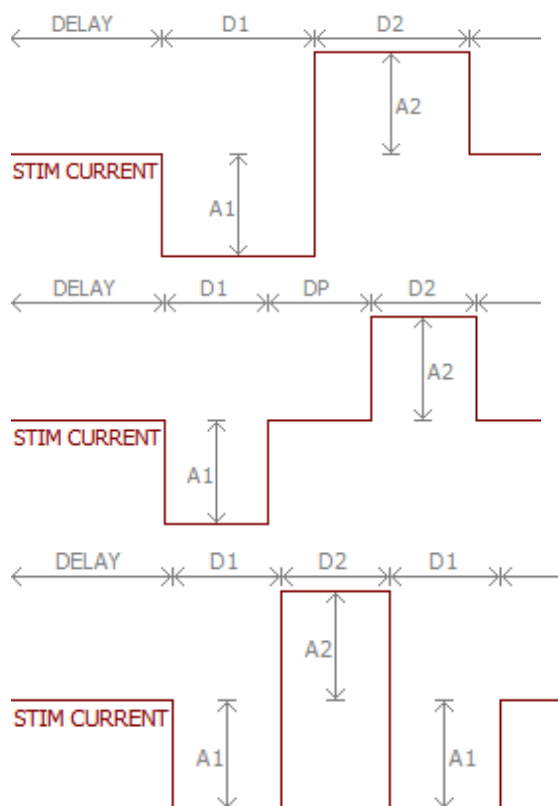 DELAY D1 D2
A2
STIM CURRENT
A1
DELAY D1 DP D2
A2
STIM CURRENT
A1
DELAY D1 D2 D1
A2
STIM CURRENT
A1 A1